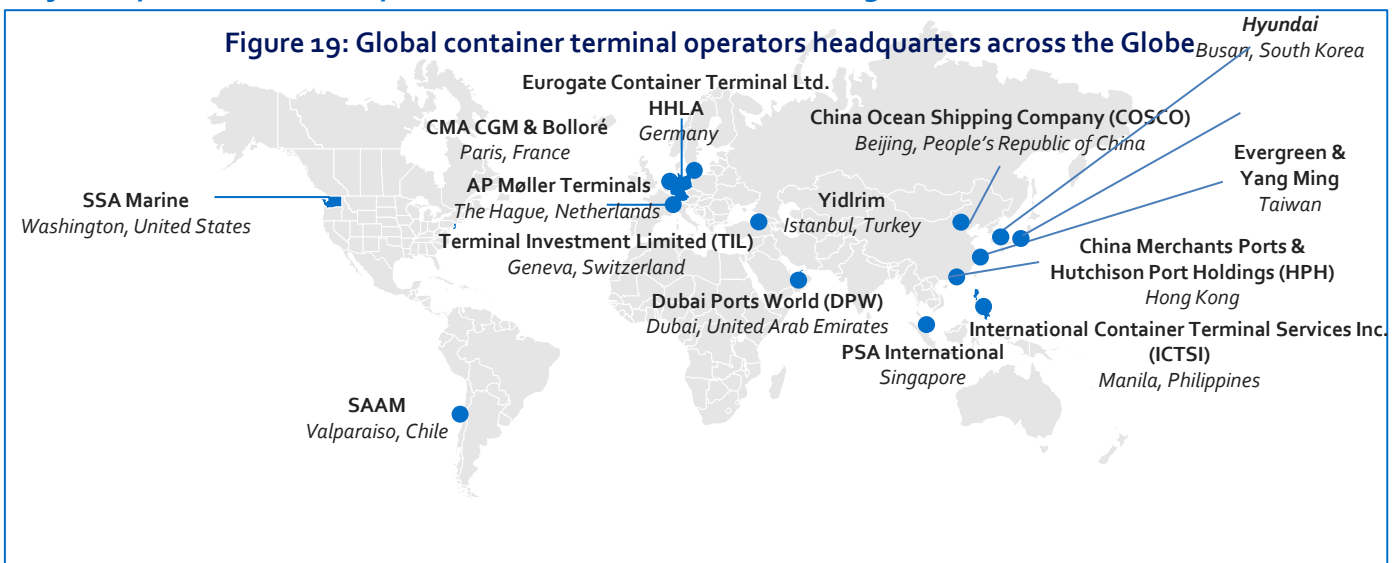 Figure 19: Global container terminal operators headquarters across the Globe
Hyundai
Busan, South Korea
Eurogate Container Terminal Ltd.
HHLA
Germany
CMA CGM & Bolloré
Paris, France
China Ocean Shipping Company (COSCO)
Beijing, People's Republic of China
Evergreen &
Yang Ming
Taiwan
SSA Marine
Washington, United States
AP Møller Terminals
The Hague, Netherlands
Yidlrim
Istanbul, Turkey
Terminal Investment Limited (TIL)
Geneva, Switzerland
China Merchants Ports &
Hutchison Port Holdings (HPH)
Hong Kong
Dubai Ports World (DPW)
Dubai, United Arab Emirates
International Container Terminal Services Inc.
(ICTSI)
Manila, Philippines
PSA International
Singapore
SAAM
Valparaiso, Chile